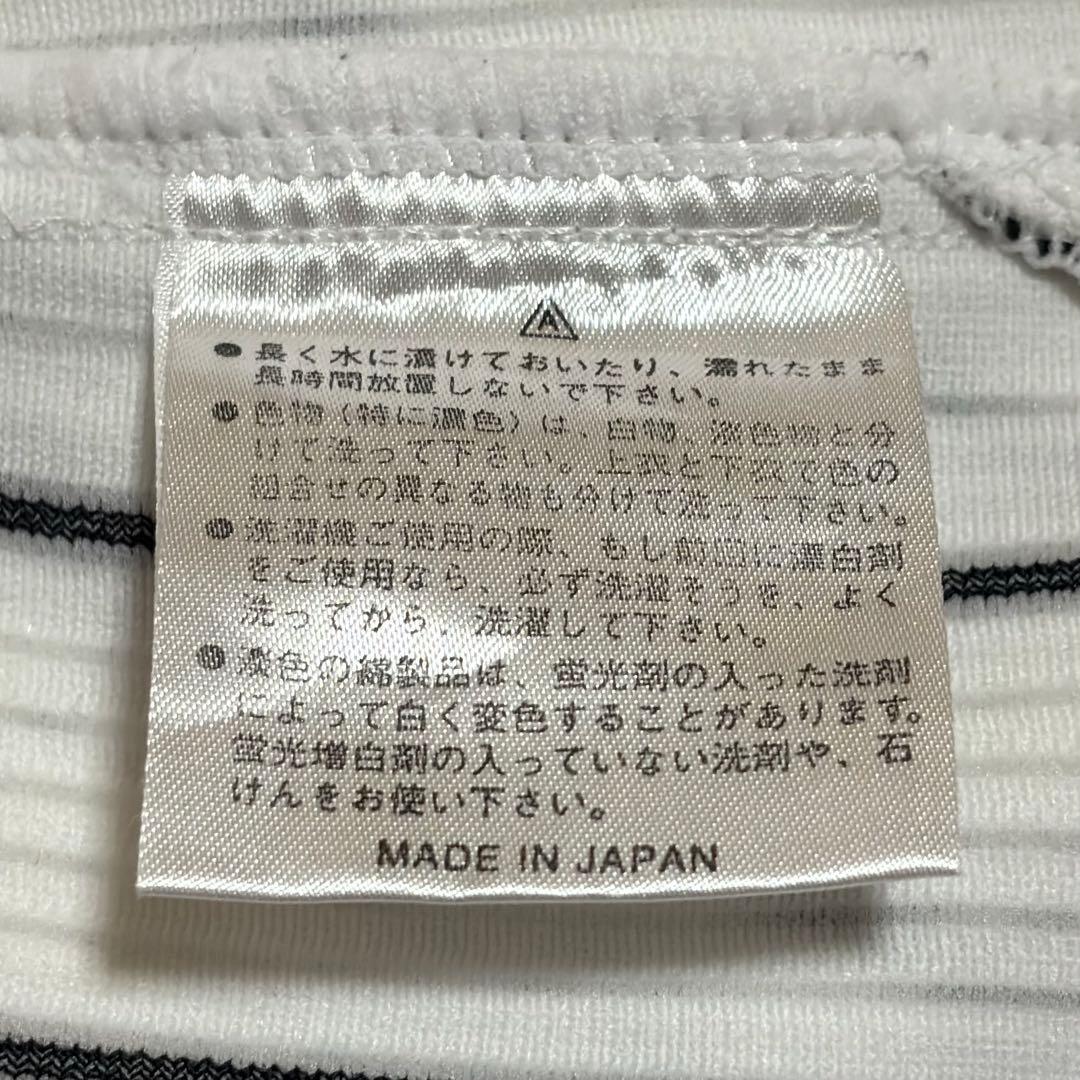 A
● 長く水に漬けておいたり、濡れたまま
長時間放置しないで下さい。
● 色物（特に濃色）は、白物、淡色物と分
けて洗って下さい。上衣と下衣で色の
組合せの異なる物も分けて洗って下さい。
● 洗濯機ご使用の際、もし前回に漂白剤
をご使用なら、必ず洗濯そうを、よく
洗ってから、洗濯して下さい。
● 淡色の綿製品は、蛍光剤の入った洗剤
によって白く変色することがあります。
蛍光増白剤の入っていない洗剤や、石
けんをお使い下さい。
MADE IN JAPAN